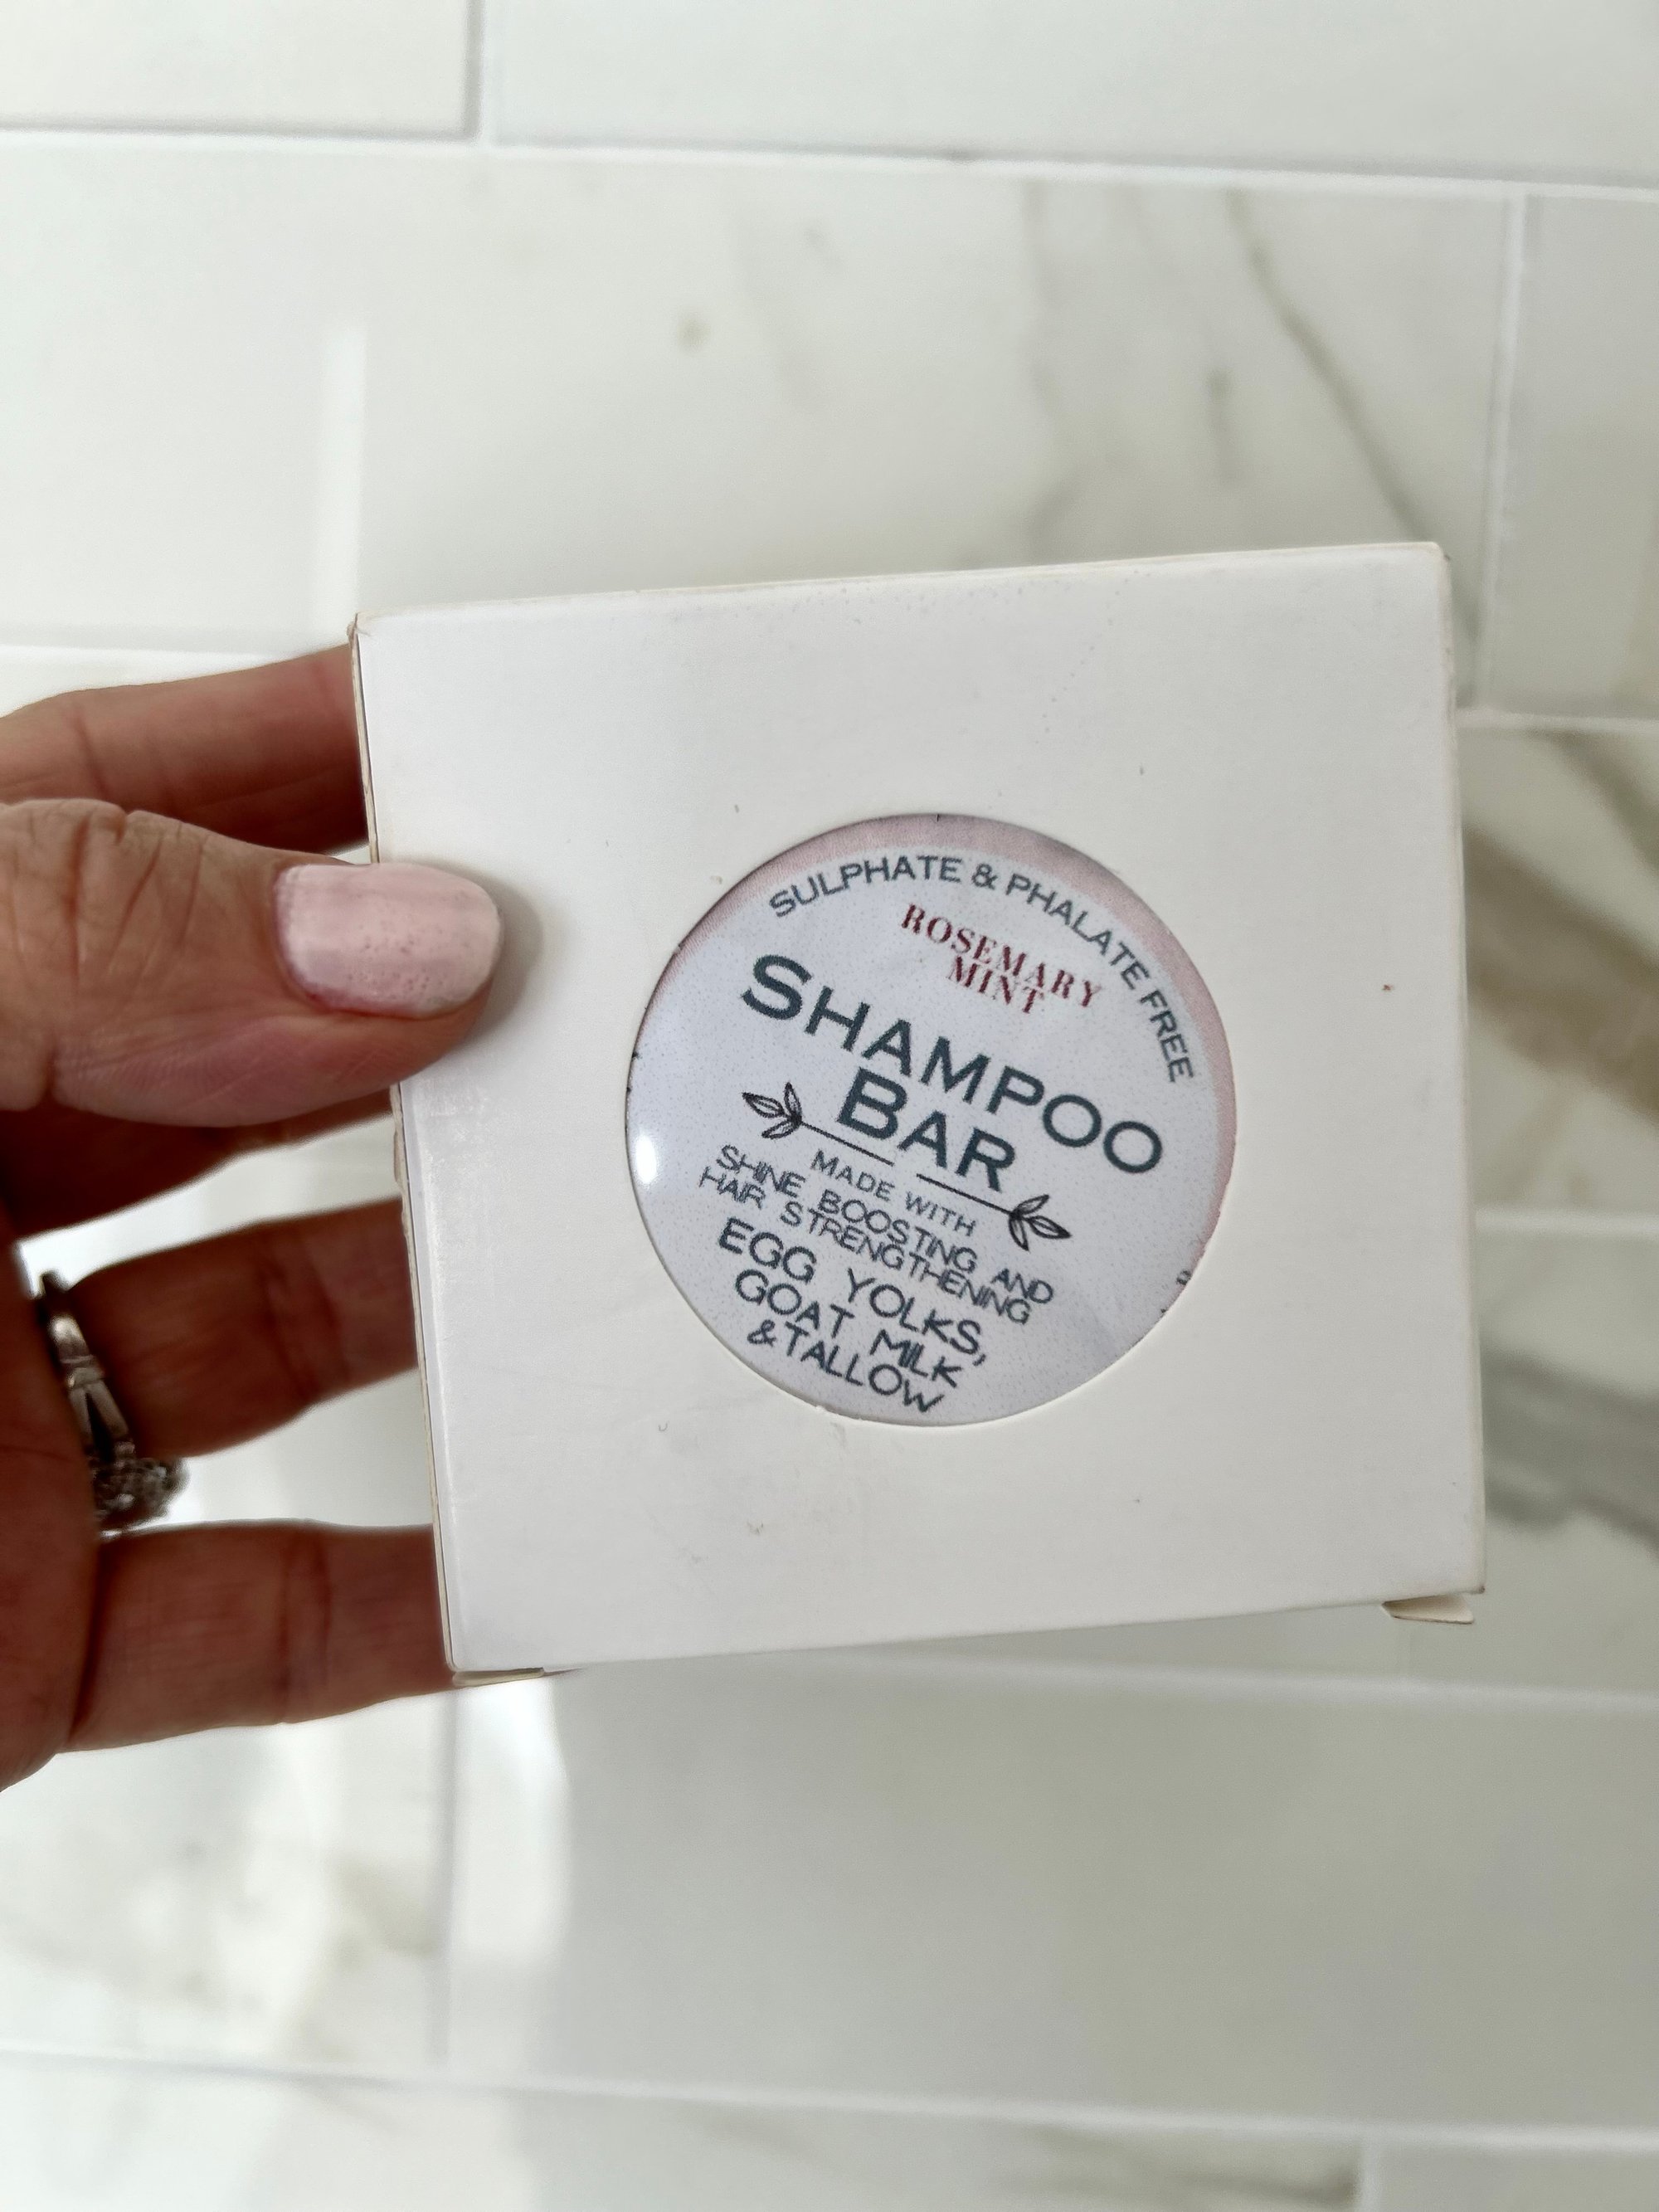 SULPHATE & PHALATE FREE
ROSEMARY
MINT
SHAMPOO
BAR
MADE WITH
SHINE BOOSTING AND
HAIR STRENGTHENING
EGG YOLKS,
GOAT MILK
&TALLOW